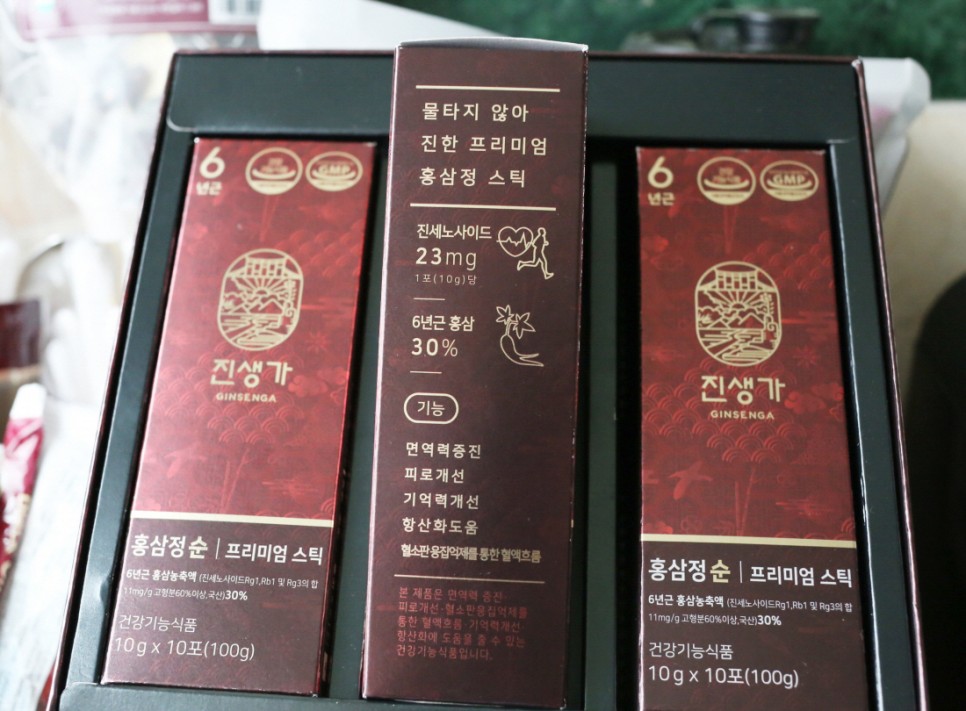 6
년근
GMP
진생가
GINSENGA
홍삼정순 | 프리미엄 스틱
6년근 홍삼농축액 (진세노사이드Rg1,Rb1 및 Rg3의 합
11mg/g 고형분60%이상,국산)30%
건강기능식품
10g x 10포(100g)
물타지 않아
진한 프리미엄
홍삼정 스틱
진세노사이드
23mg
1포(10g)당
6년근 홍삼
30%
기능
면역력증진
피로개선
기억력개선
항산화도움
혈소판응집억제를 통한 혈액흐름
본 제품은 면역력 증진·
피로개선·혈소판응집억제를
통한 혈액흐름·기억력개선·
항산화에 도움을 줄 수 있는
건강기능식품입니다.
6
년근
GMP
진생가
GINSENGA
홍삼정순 | 프리미엄 스틱
6년근 홍삼농축액 (진세노사이드Rg1,Rb1 및 Rg3의 합
11mg/g 고형분60%이상,국산)30%
건강기능식품
10g x 10포(100g)